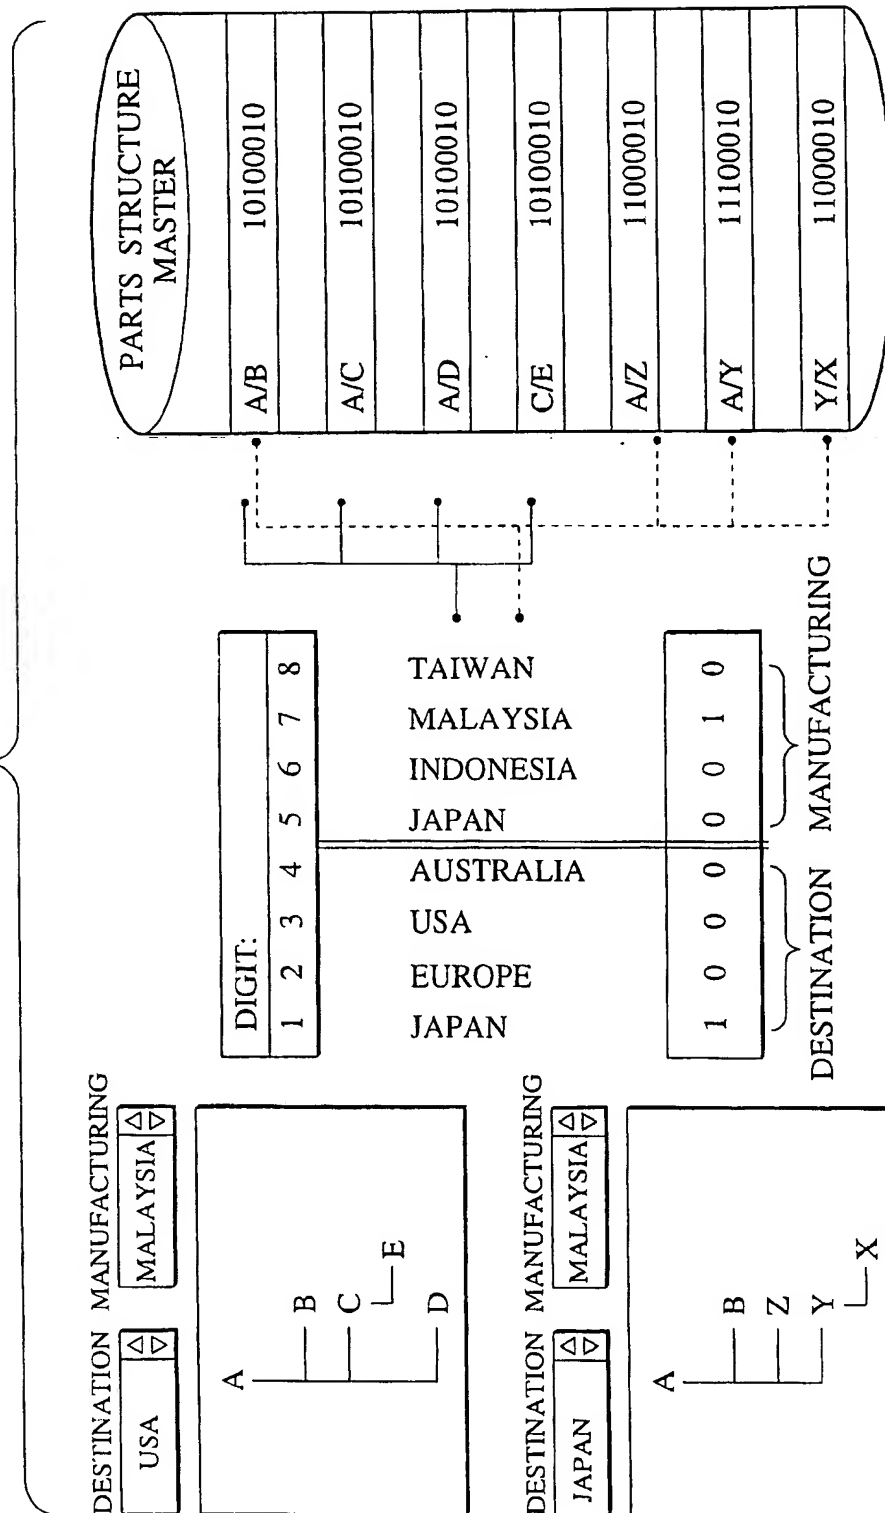 DESTINATION MANUFACTURING
USA MALAYSIA
A
B
C
E
D
DESTINATION MANUFACTURING
JAPAN MALAYSIA
A
B
Z
Y
X
DIGIT:
1 2 3 4 5 6 7 8
JAPAN
EUROPE
USA
AUSTRALIA
JAPAN
INDONESIA
MALAYSIA
TAIWAN
1 0 0 0 0 0 1 0
DESTINATION MANUFACTURING
PARTS STRUCTURE
MASTER
A/B 10100010
A/C 10100010
A/D 10100010
C/E 10100010
A/Z 11000010
A/Y 11100010
Y/X 11000010